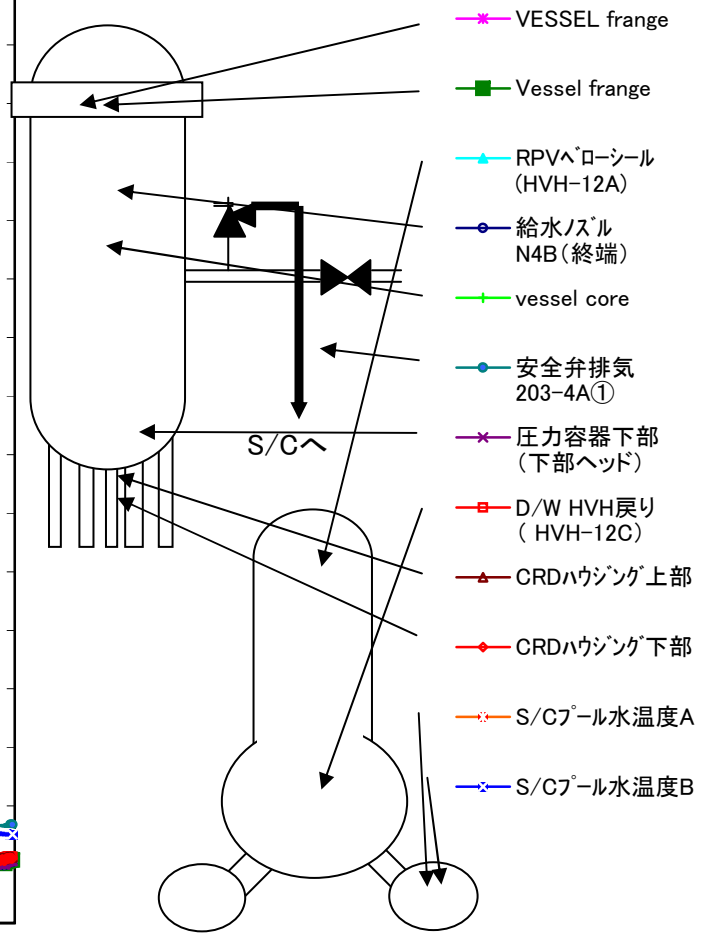 VESSEL frange
Vessel frange
RPVﾍﾞﾛｰｼｰﾙ
(HVH-12A)
給水ﾉｽﾞﾙ
N4B（終端）
vessel core
安全弁排気
203-4A①
圧力容器下部
（下部ヘッド）
D/W HVH戻り
( HVH-12C)
CRDﾊｳｼﾞﾝｸﾞ上部
CRDﾊｳｼﾞﾝｸﾞ下部
S/Cﾌﾟｰﾙ水温度A
S/Cﾌﾟｰﾙ水温度B
S/Cへ